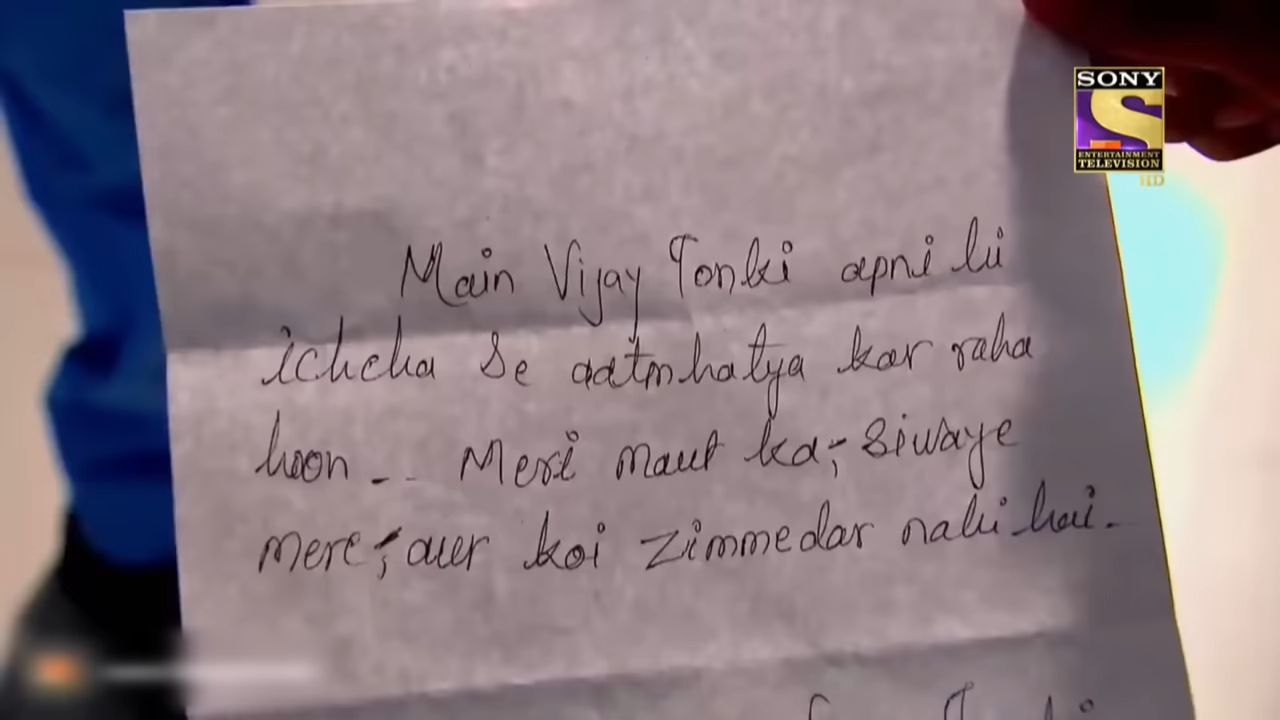 SONY
ENTERTAINMENT
TELEVISION
HD
Main Vijay Tonki apni hi
ichcha se aatmhatya kar raha
hoon.. Meri maut ka, siwaye
mere, aur koi zimmedar nahi hai.